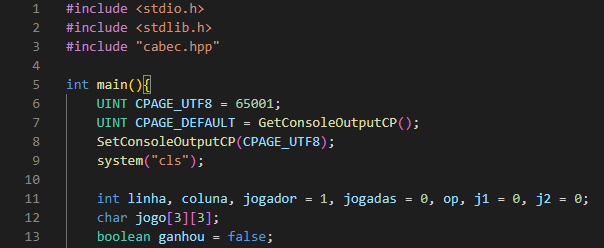 1 #include <stdio.h>
2 #include <stdlib.h>
3 #include "cabec.hpp"
4
5 int main(){
6     UINT CPAGE_UTF8 = 65001;
7     UINT CPAGE_DEFAULT = GetConsoleOutputCP();
8     SetConsoleOutputCP(CPAGE_UTF8);
9     system("cls");
10
11     int linha, coluna, jogador = 1, jogadas = 0, op, j1 = 0, j2 = 0;
12     char jogo[3][3];
13     boolean ganhou = false;